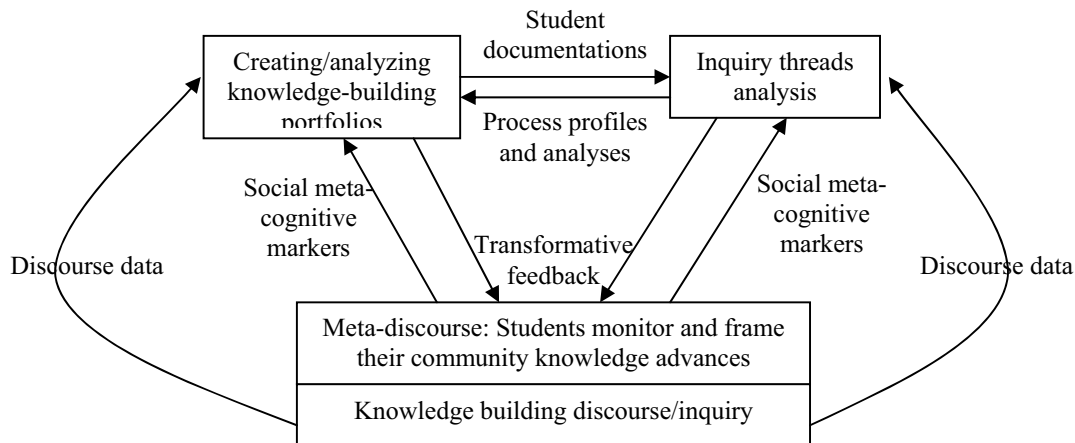 Student
documentations
Creating/analyzing
knowledge-building
portfolios
Inquiry threads
analysis
Process profiles
and analyses
Social meta-
cognitive
markers
Social meta-
cognitive
markers
Transformative
feedback
Discourse data
Discourse data
Meta-discourse: Students monitor and frame
their community knowledge advances
Knowledge building discourse/inquiry